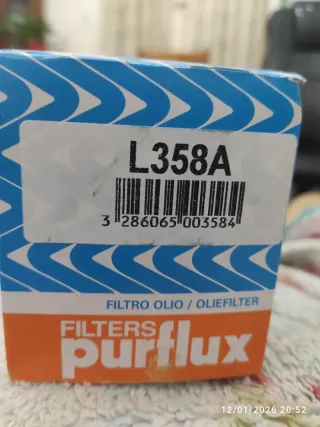 L358A
3 286065 003584
FILTRO OLIO / OLIEFILTER
FILTERS
purflux
12/01/2026 20:52